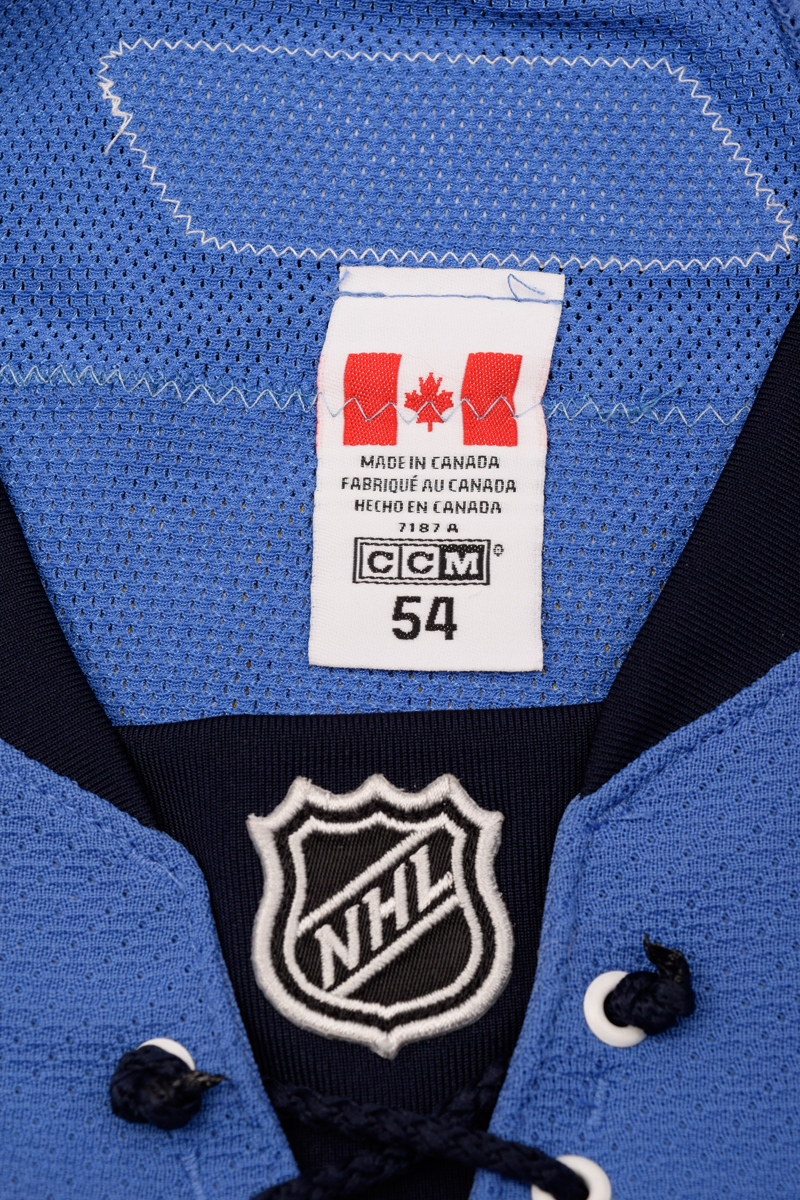 MADE IN CANADA
FABRIQUÉ AU CANADA
HECHO EN CANADA
7187 A
CCM®
54
NHL